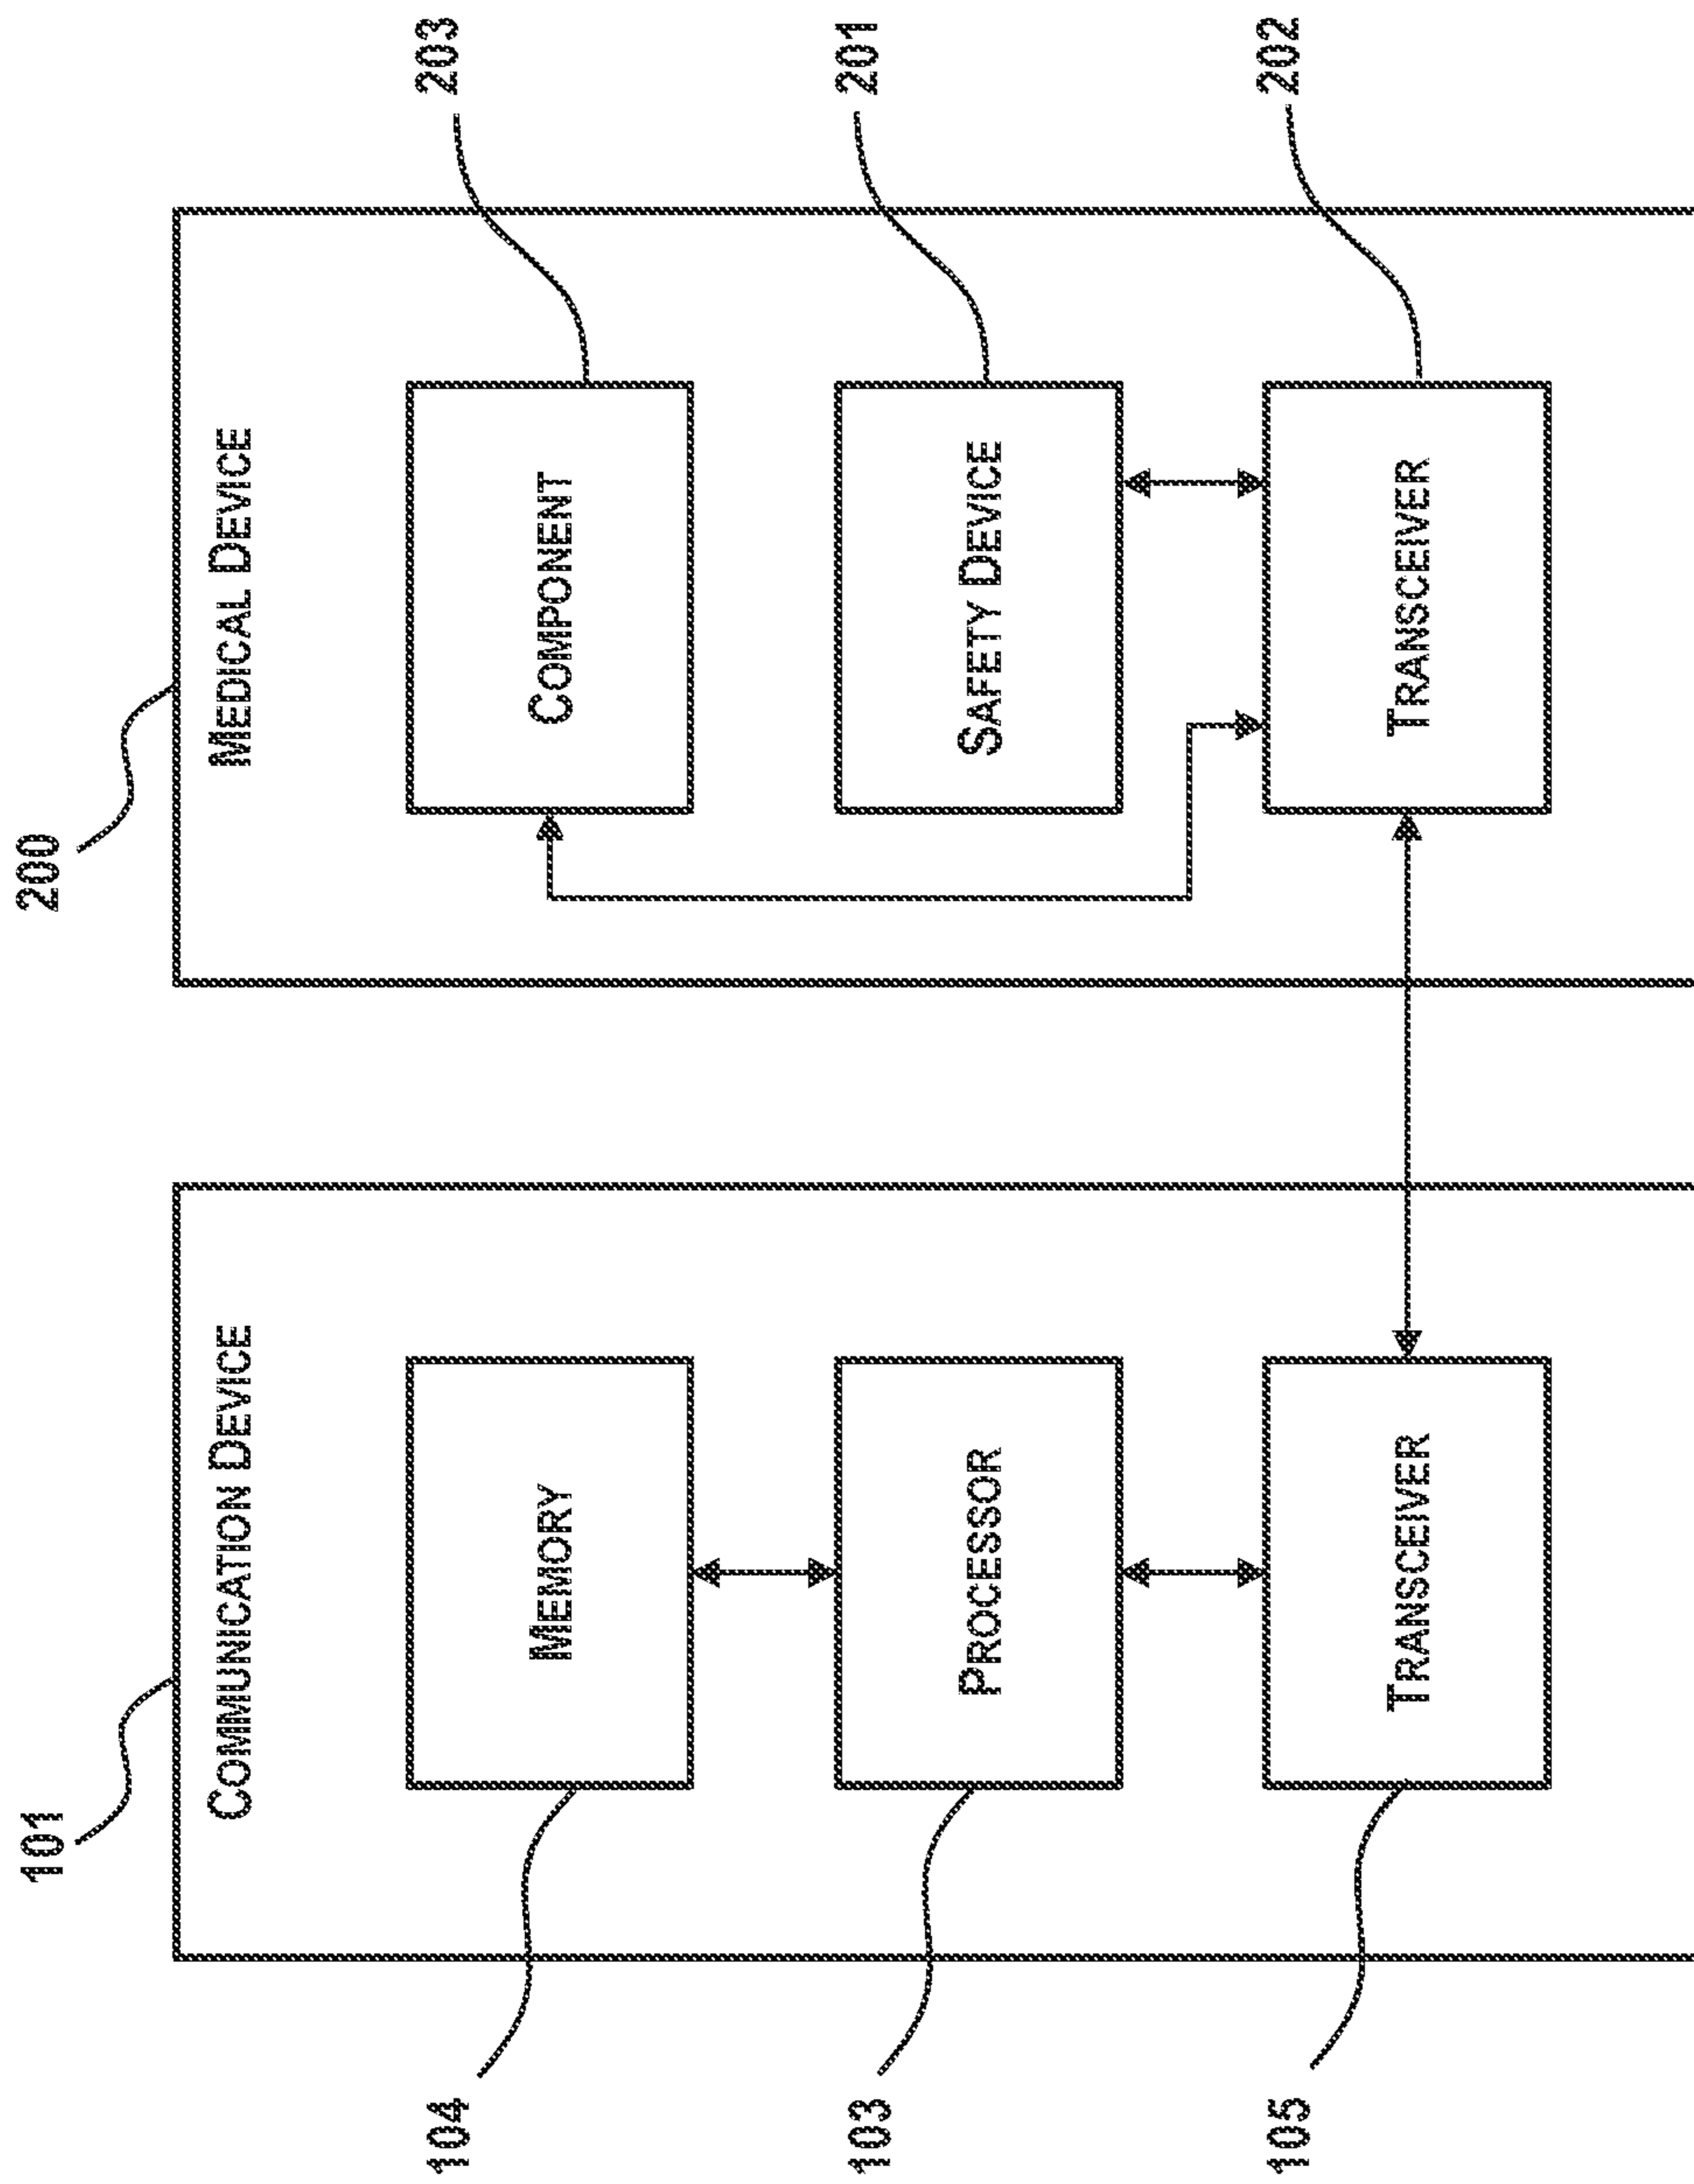 101
COMMUNICATION DEVICE
104
MEMORY
103
PROCESSOR
105
TRANSCEIVER
200
MEDICAL DEVICE
COMPONENT
203
SAFETY DEVICE
201
TRANSCEIVER
202